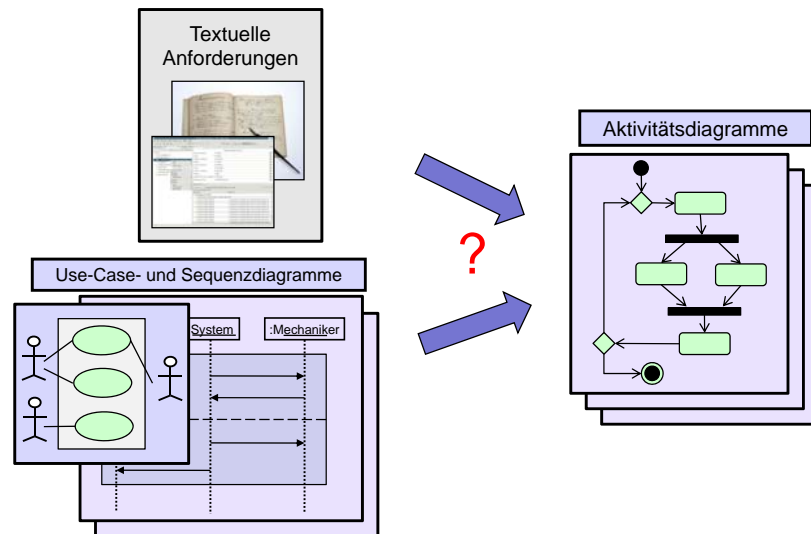 Textuelle
Anforderungen
Aktivitätsdiagramme
?
Use-Case- und Sequenzdiagramme
System
:Mechaniker